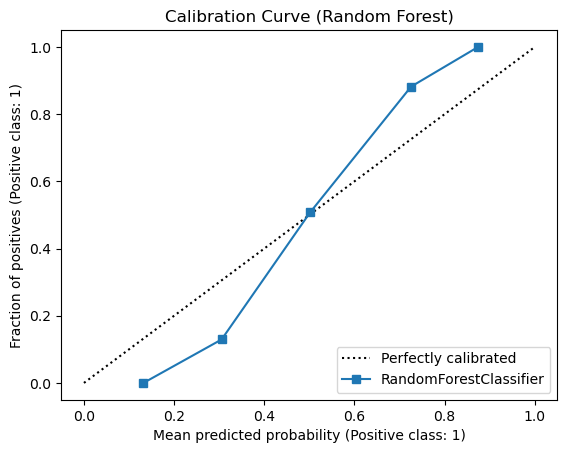 Calibration Curve (Random Forest)
Fraction of positives (Positive class: 1)
1.0
0.8
0.6
0.4
0.2
0.0
0.0 0.2 0.4 0.6 0.8 1.0
Mean predicted probability (Positive class: 1)
Perfectly calibrated
RandomForestClassifier